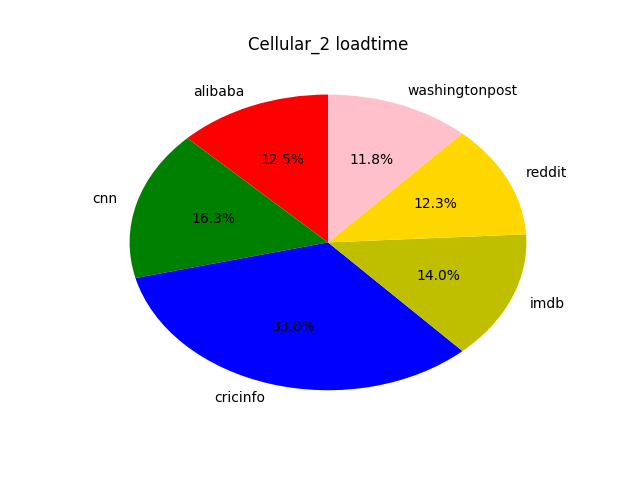 Cellular_2 loadtime
alibaba
washingtonpost
12.5%
11.8%
reddit
cnn
12.3%
16.3%
14.0%
imdb
33.0%
cricinfo